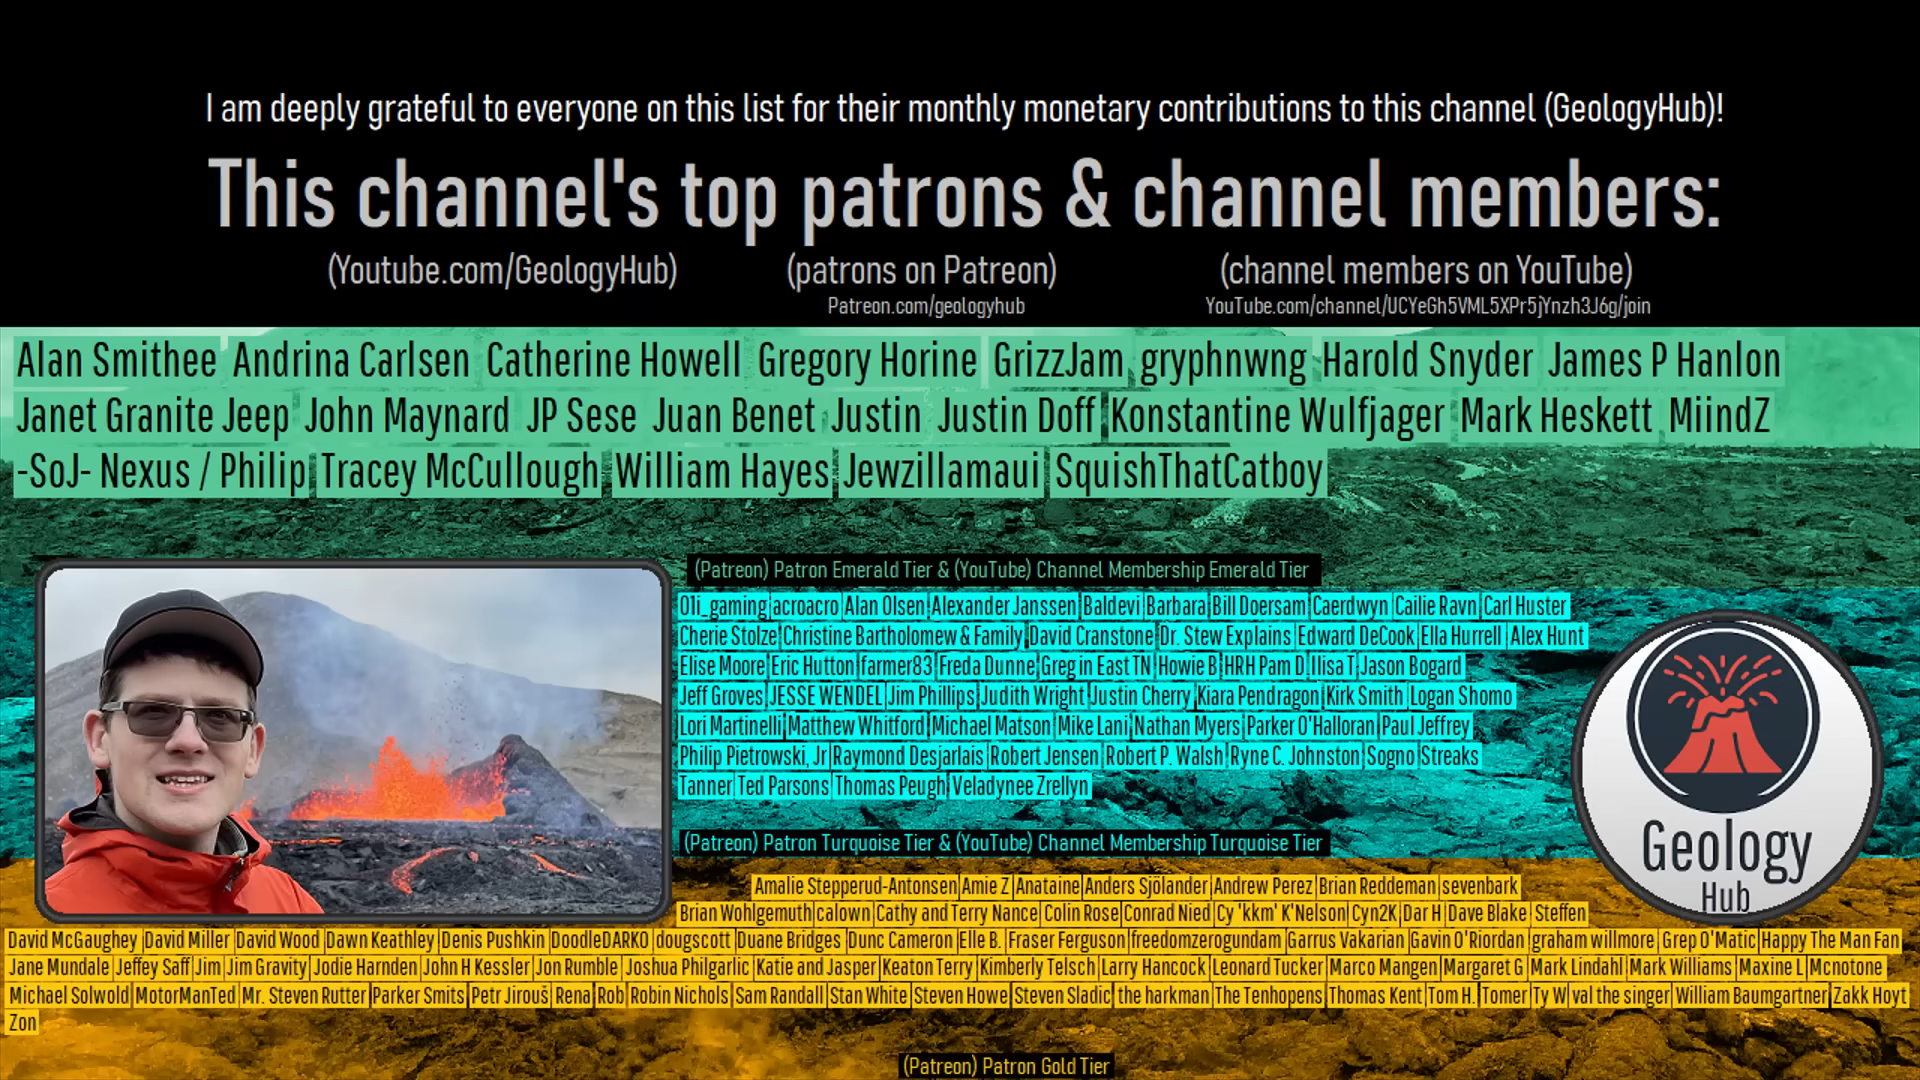 I am deeply grateful to everyone on this list for their monthly monetary contributions to this channel (GeologyHub)!
This channel's top patrons & channel members:
(Youtube.com/GeologyHub) (patrons on Patreon) (channel members on YouTube)
Patreon.com/geologyhub YouTube.com/channel/UCYeGh5VML5XPr5jYnzh3J6g/join
Alan Smithee Andrina Carlsen Catherine Howell Gregory Horine GrizzJam gryphnwng Harold Snyder James P Hanlon
Janet Granite Jeep John Maynard JP Sese Juan Benet Justin Justin Doff Konstantine Wulfjager Mark Heskett MiindZ
-SoJ- Nexus / Philip Tracey McCullough William Hayes Jewzillamaui SquishThatCatboy
(Patreon) Patron Emerald Tier & (YouTube) Channel Membership Emerald Tier
01i_gaming acroacro Alan Olsen Alexander Janssen Baldevi Barbara Bill Doersam Caerdwyn Cailie Ravn Carl Huster
Cherie Stolze Christine Bartholomew & Family David Cranstone Dr. Stew Explains Edward DeCook Ella Hurrell Alex Hunt
Elise Moore Eric Hutton farmer83 Freda Dunne Greg in East TN Howie B HRH Pam D Ilisa T Jason Bogard
Jeff Groves JESSE WENDEL Jim Phillips Judith Wright Justin Cherry Kiara Pendragon Kirk Smith Logan Shomo
Lori Martinelli Matthew Whitford Michael Matson Mike Lani Nathan Myers Parker O'Halloran Paul Jeffrey
Philip Pietrowski, Jr Raymond Desjarlais Robert Jensen Robert P. Walsh Ryne C. Johnston Sogno Streaks
Tanner Ted Parsons Thomas Peugh Veladynee Zrellyn
(Patreon) Patron Turquoise Tier & (YouTube) Channel Membership Turquoise Tier
Geology
Hub
Amalie Stepperud-Antonsen Amie Z Anataine Anders Sjölander Andrew Perez Brian Reddeman sevenbark
Brian Wohlgemuth calown Cathy and Terry Nance Colin Rose Conrad Nied Cy 'kkm' K'Nelson Cyn2K Dar H Dave Blake Steffen
David McGaughey David Miller David Wood Dawn Keathley Denis Pushkin DoodleDARKO dougscott Duane Bridges Dunc Cameron Elle B. Fraser Ferguson freedomzerogundam Garrus Vakarian Gavin O'Riordan graham willmore Grep O'Matic Happy The Man Fan
Jane Mundale Jeffey Saff Jim Jim Gravity Jodie Harnden John H Kessler Jon Rumble Joshua Philgarlic Katie and Jasper Keaton Terry Kimberly Telsch Larry Hancock Leonard Tucker Marco Mangen Margaret G Mark Lindahl Mark Williams Maxine L Mcnotone
Michael Solwold MotorManTed Mr. Steven Rutter Parker Smits Petr Jirouš Rena Rob Robin Nichols Sam Randall Stan White Steven Howe Steven Sladic the harkman The Tenhopens Thomas Kent Tom H. Tomer Ty W val the singer William Baumgartner Zakk Hoyt
Zon
(Patreon) Patron Gold Tier